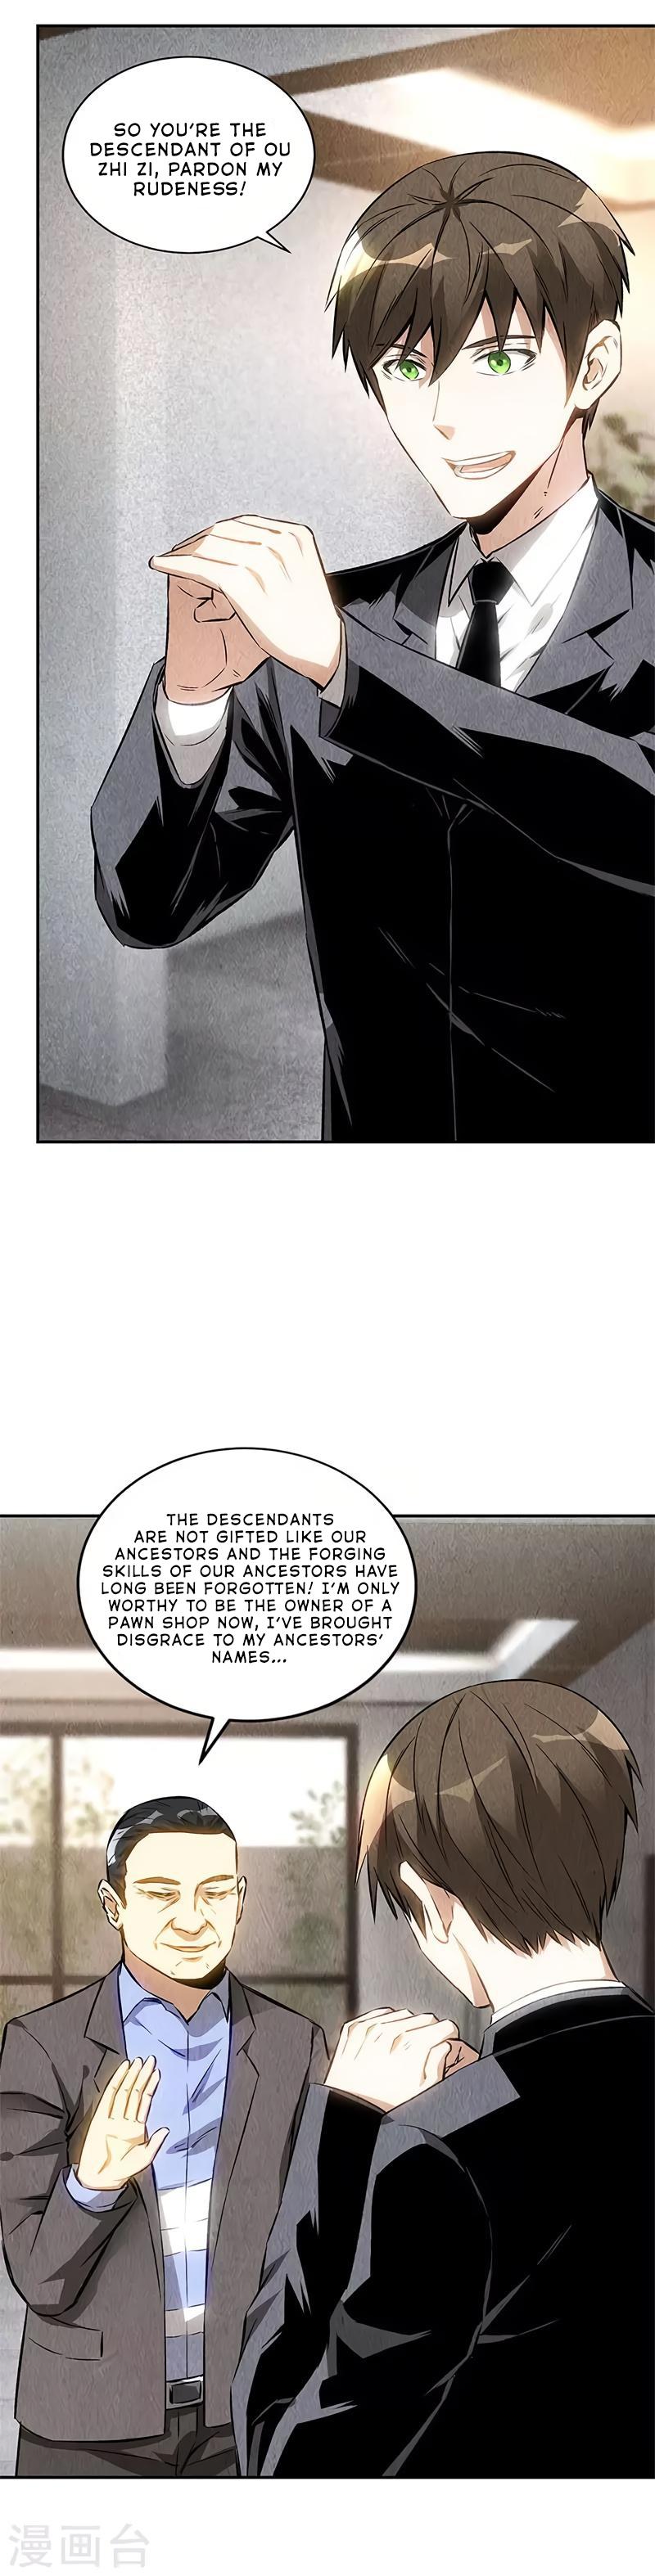 SO YOU'RE THE
DESCENDANT OF OU
ZHI ZI, PARDON MY
RUDENESS!
THE DESCENDANTS
ARE NOT GIFTED LIKE OUR
ANCESTORS AND THE FORGING
SKILLS OF OUR ANCESTORS HAVE
LONG BEEN FORGOTTEN! I'M ONLY
WORTHY TO BE THE OWNER OF A
PAWN SHOP NOW, I'VE BROUGHT
DISGRACE TO MY ANCESTORS'
NAMES...
漫画台